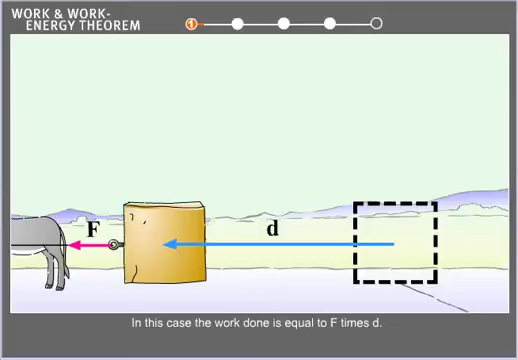 WORK & WORK-
ENERGY THEOREM
1
F
d
In this case the work done is equal to F times d.